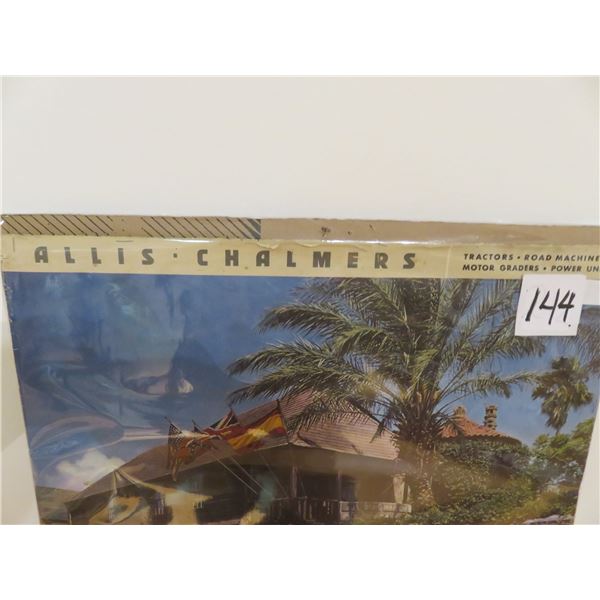 ALLIS · CHALMERS
TRACTORS • ROAD MACHINE
MOTOR GRADERS • POWER UN
144